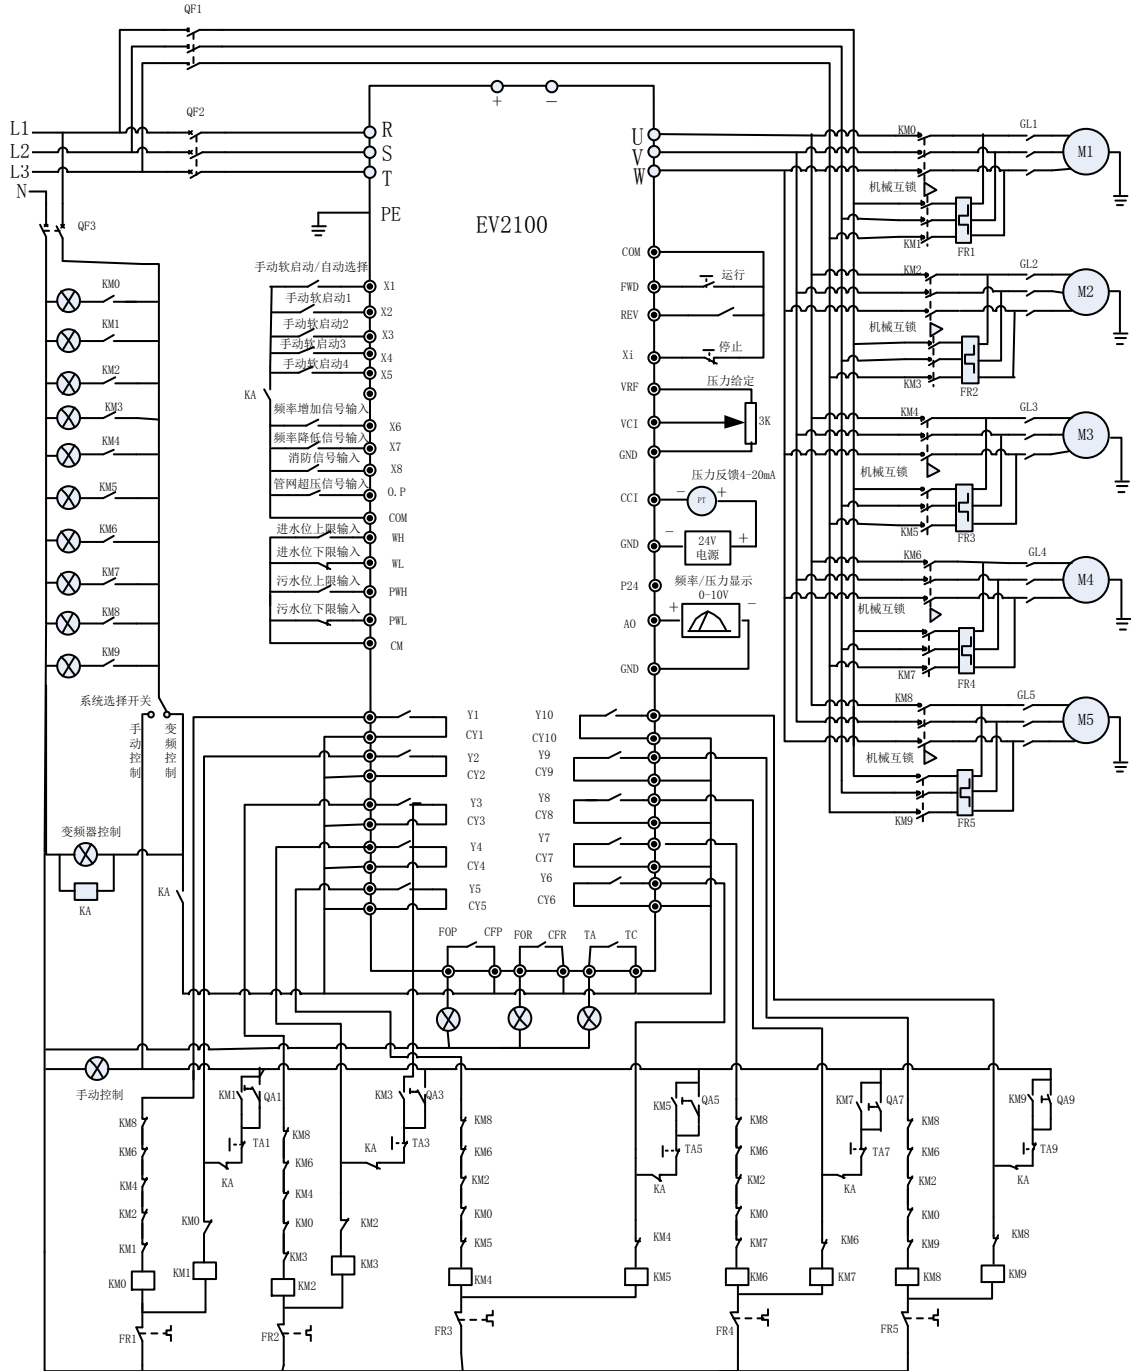 QF1
QF2
L1
L2
L3
N
R
S
T
PE
+
−
U
V
W
EV2100
QF3
手动软启动/自动选择
X1
手动软启动1
X2
手动软启动2
X3
手动软启动3
X4
手动软启动4
X5
KA
频率增加信号输入
X6
频率降低信号输入
X7
消防信号输入
X8
管网超压信号输入
O.P
COM
进水位上限输入
WH
进水位下限输入
WL
污水位上限输入
PWH
污水位下限输入
PWL
CM
KM0
KM1
KM2
KM3
KM4
KM5
KM6
KM7
KM8
KM9
COM
FWD
运行
REV
Xi
停止
VRF
压力给定
VCI
3K
GND
压力反馈4-20mA
CCI
−
PT
+
GND
−
24V
电源
+
P24
频率/压力显示
0-10V
+
−
AO
GND
KM0
GL1
M1
机械互锁
KM1
FR1
KM2
GL2
M2
机械互锁
KM3
FR2
KM4
GL3
M3
机械互锁
KM5
FR3
KM6
GL4
M4
机械互锁
KM7
FR4
KM8
GL5
M5
机械互锁
KM9
FR5
系统选择开关
手动控制
变频控制
变频器控制
KA
KA
Y1
CY1
Y2
CY2
Y3
CY3
Y4
CY4
Y5
CY5
Y10
CY10
Y9
CY9
Y8
CY8
Y7
CY7
Y6
CY6
FOP
CFP
FOR
CFR
TA
TC
手动控制
KM8
KM6
KM4
KM2
KM1
KM0
FR1
KM1
QA1
TA1
KA
KM0
KM1
KM8
KM6
KM4
KM0
KM3
KM2
FR2
KM3
QA3
TA3
KA
KM2
KM3
KM8
KM6
KM2
KM0
KM5
KM4
FR3
KM5
QA5
TA5
KA
KM4
KM5
KM8
KM6
KM2
KM0
KM7
KM6
FR4
KM7
QA7
TA7
KA
KM6
KM7
KM8
KM6
KM2
KM0
KM9
KM8
FR5
KM9
QA9
TA9
KA
KM8
KM9